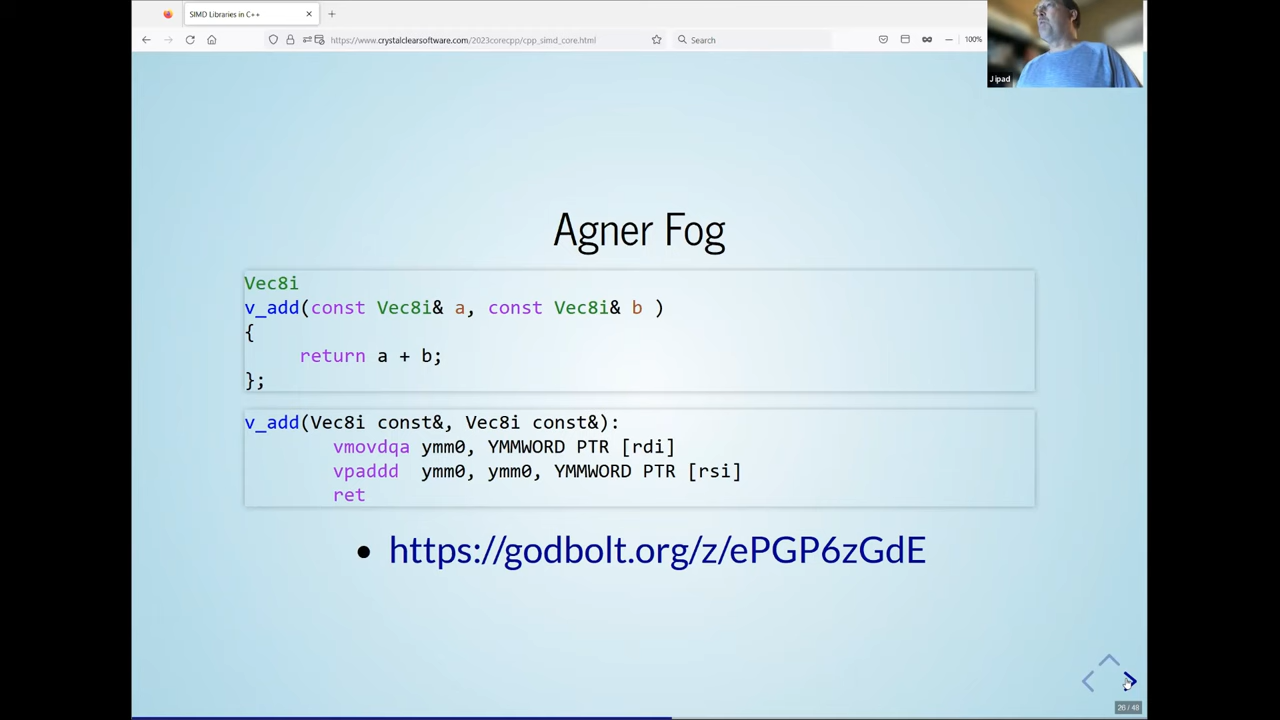 SIMD Libraries in C++
https://www.crystalclearsoftware.com/2023corecpp/cpp_simd_core.html
Search
100%
J ipad
Agner Fog
Vec8i
v_add(const Vec8i& a, const Vec8i& b )
{
return a + b;
};
v_add(Vec8i const&, Vec8i const&):
vmovdqa ymm0, YMMWORD PTR [rdi]
vpaddd ymm0, ymm0, YMMWORD PTR [rsi]
ret
• https://godbolt.org/z/ePGP6zGdE
26 / 48